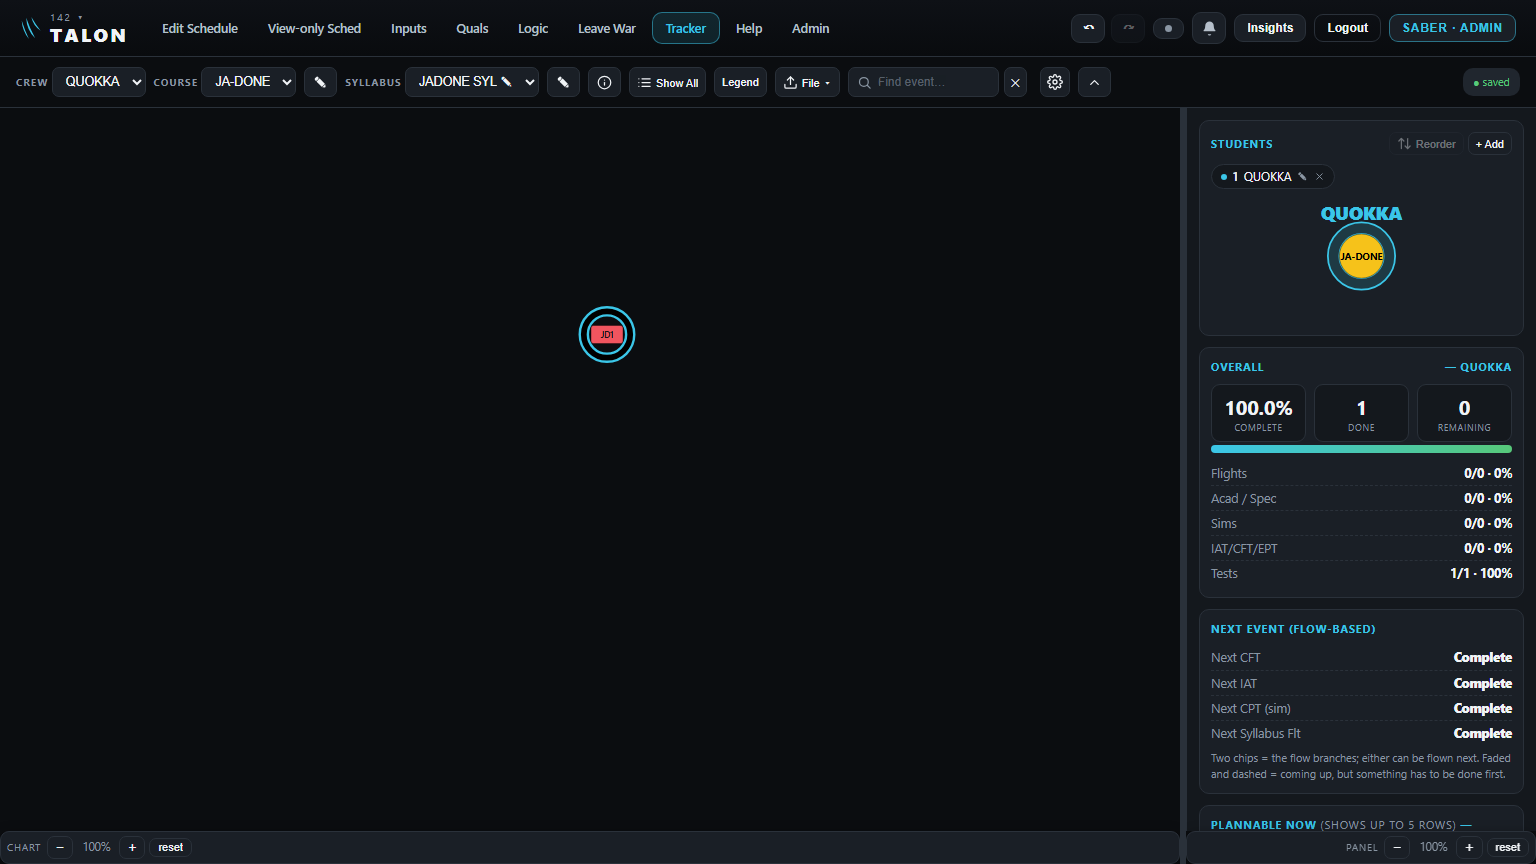 142
TALON
Edit Schedule
View-only Sched
Inputs
Quals
Logic
Leave War
Tracker
Help
Admin
Insights
Logout
SABER · ADMIN
CREW
QUOKKA
COURSE
JA-DONE
SYLLABUS
JADONE SYL
Show All
Legend
File
Find event…
saved
JD1
STUDENTS
Reorder
+ Add
1 QUOKKA
QUOKKA
JA-DONE
OVERALL
— QUOKKA
100.0%
COMPLETE
1
DONE
0
REMAINING
Flights 0/0 · 0%
Acad / Spec 0/0 · 0%
Sims 0/0 · 0%
IAT/CFT/EPT 0/0 · 0%
Tests 1/1 · 100%
NEXT EVENT (FLOW-BASED)
Next CFT Complete
Next IAT Complete
Next CPT (sim) Complete
Next Syllabus Flt Complete
Two chips = the flow branches; either can be flown next. Faded
and dashed = coming up, but something has to be done first.
PLANNABLE NOW (SHOWS UP TO 5 ROWS) —
CHART − 100% + reset
PANEL − 100% + reset